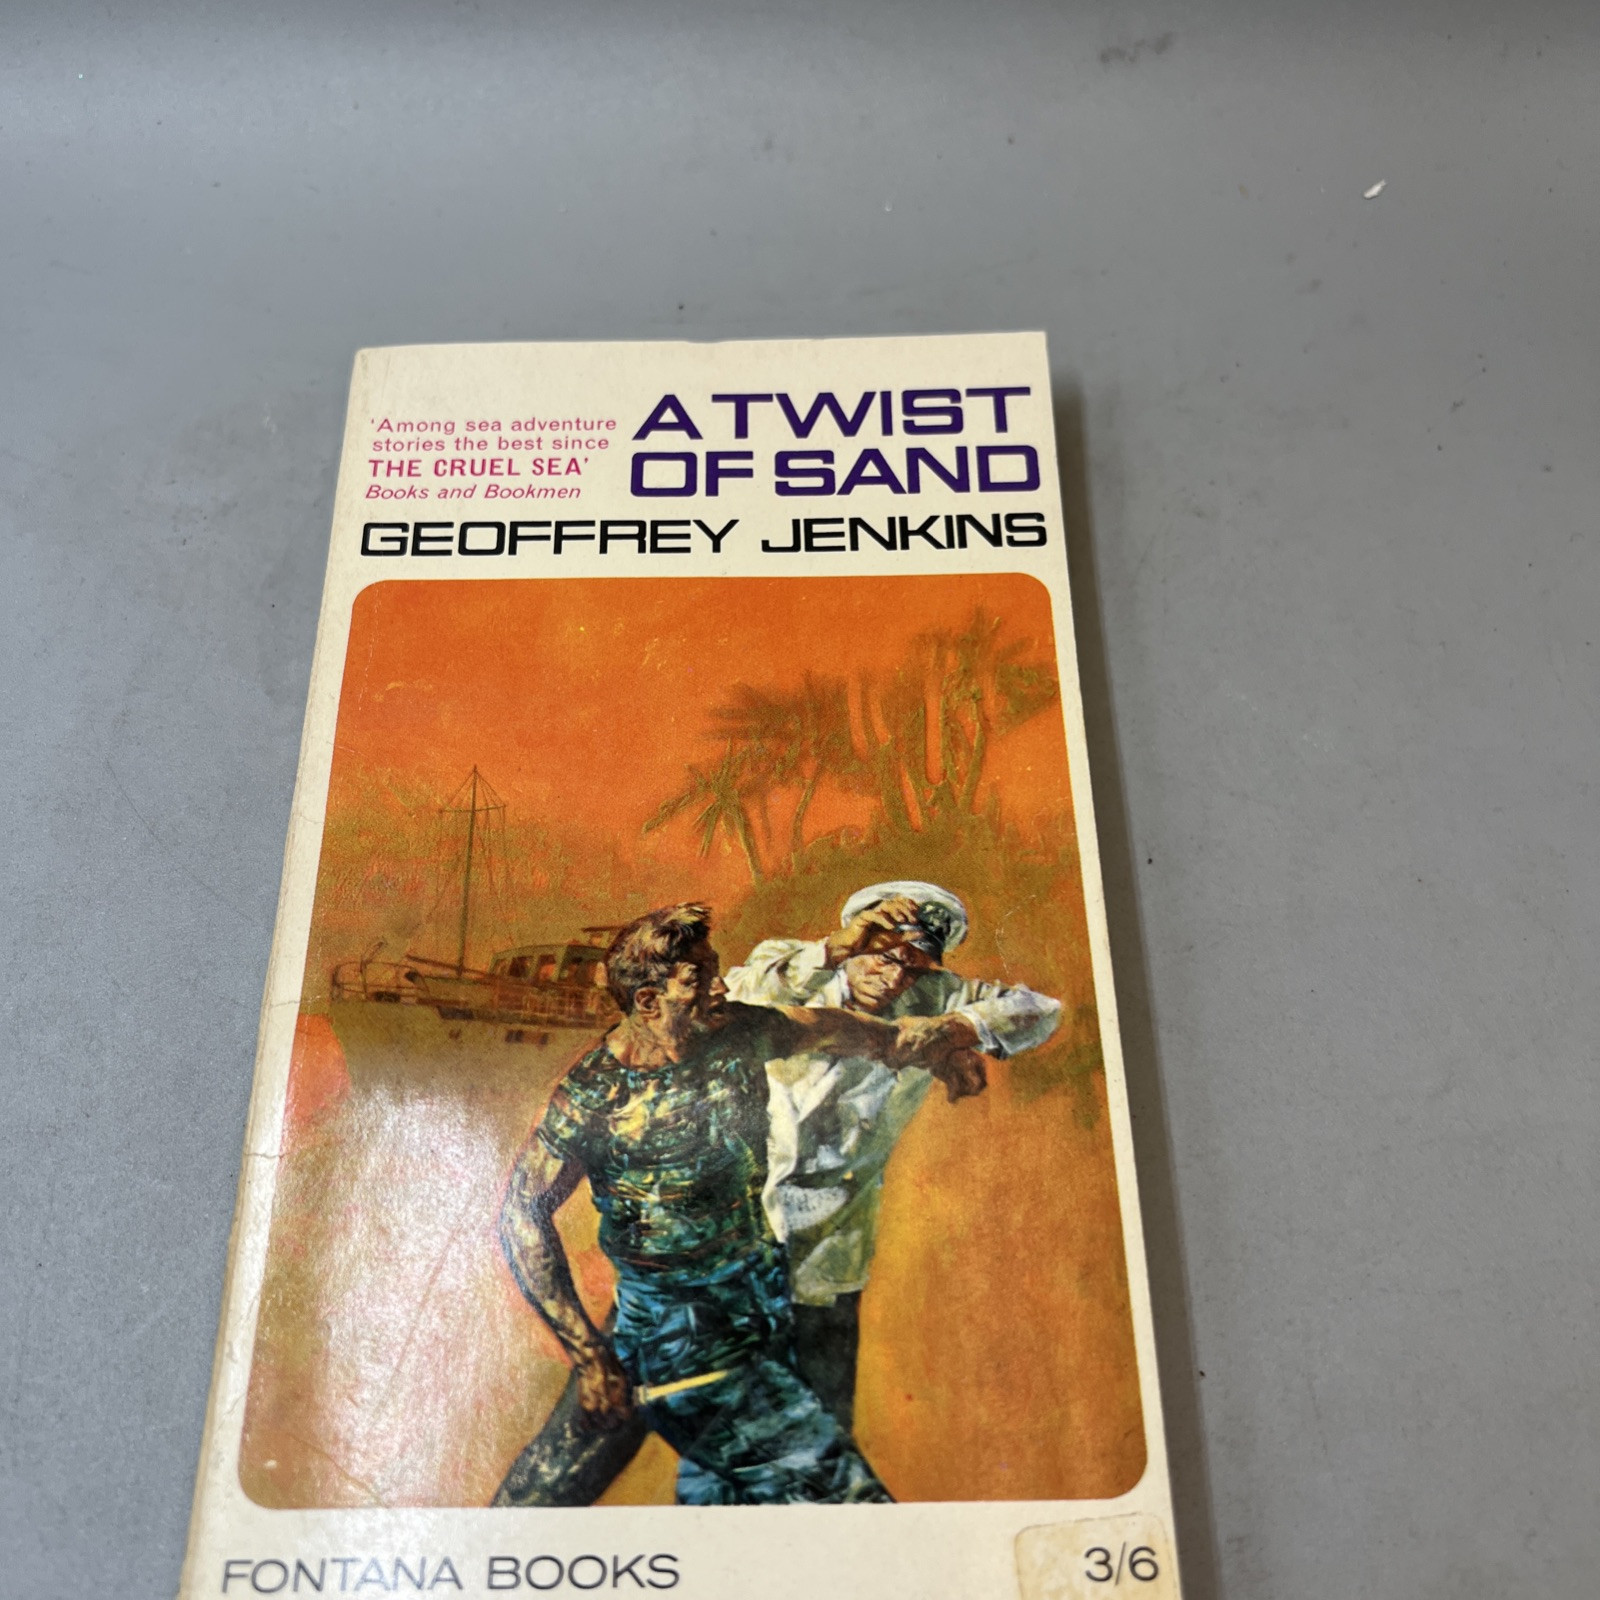 'Among sea adventure
stories the best since
THE CRUEL SEA'
Books and Bookmen
A TWIST
OF SAND
GEOFFREY JENKINS
FONTANA BOOKS
3/6